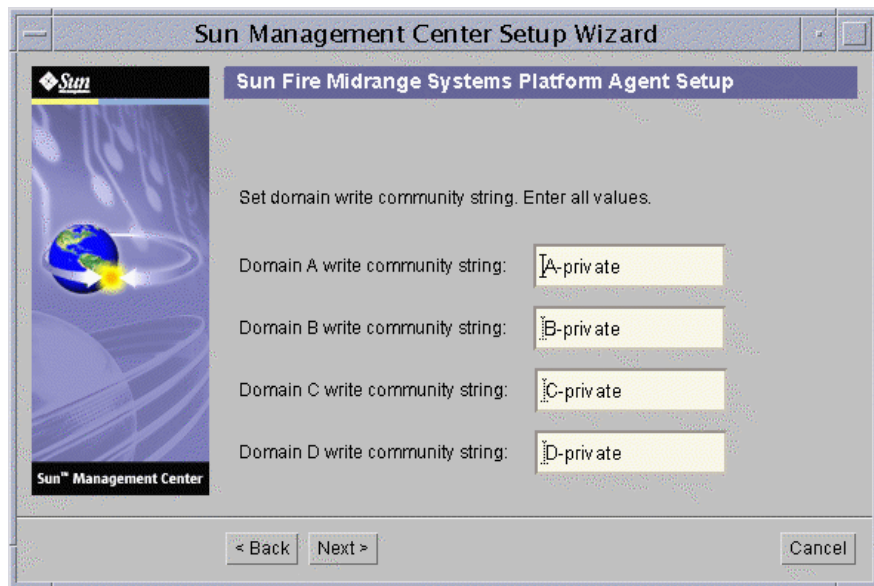 Sun Management Center Setup Wizard
Sun
Sun Fire Midrange Systems Platform Agent Setup
Set domain write community string. Enter all values.
Domain A write community string: A-private
Domain B write community string: B-private
Domain C write community string: C-private
Domain D write community string: D-private
Sun™ Management Center
< Back Next > Cancel